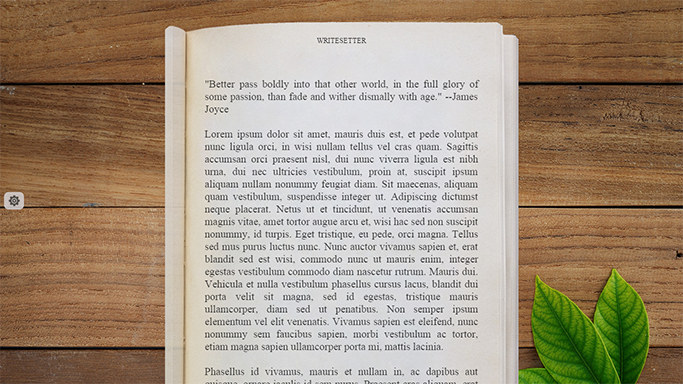 WRITESETTER
"Better pass boldly into that other world, in the full glory of
some passion, than fade and wither dismally with age." --James
Joyce
Lorem ipsum dolor sit amet, mauris duis est, et pede volutpat
nunc ligula orci, in wisi nullam tellus vel cras quam. Sagittis
accumsan orci praesent nisl, dui nunc viverra ligula est nibh
urna, dui nec ultricies vestibulum, proin at, suscipit ipsum
aliquam nullam nonummy feugiat diam. Sit maecenas, aliquam
quam vestibulum, suspendisse integer ut. Adipiscing dictumst
neque placerat. Netus ut et tincidunt, ut venenatis accumsan
magnis vitae, amet tortor augue arcu et, wisi hac sed non suscipit
nonummy, id turpis. Eget tristique, eu pede, orci magna. Tellus
sed mus purus luctus nunc. Nunc auctor vivamus sapien et, erat
blandit sed est wisi, commodo nunc ut mauris enim, integer
egestas vestibulum commodo diam nascetur rutrum. Mauris dui.
Vehicula et nulla vestibulum phasellus cursus lacus, blandit dui
porta velit sit magna, sed id egestas, tristique mauris
ullamcorper, diam sed ut penatibus. Non semper ipsum
elementum vel elit venenatis. Vivamus sapien est eleifend, nunc
nonummy sem faucibus sapien, morbi vestibulum ac tortor,
etiam magna sapien ullamcorper porta mi, mattis lacinia.
Phasellus id vivamus, mauris et nullam in, ac dapibus aut